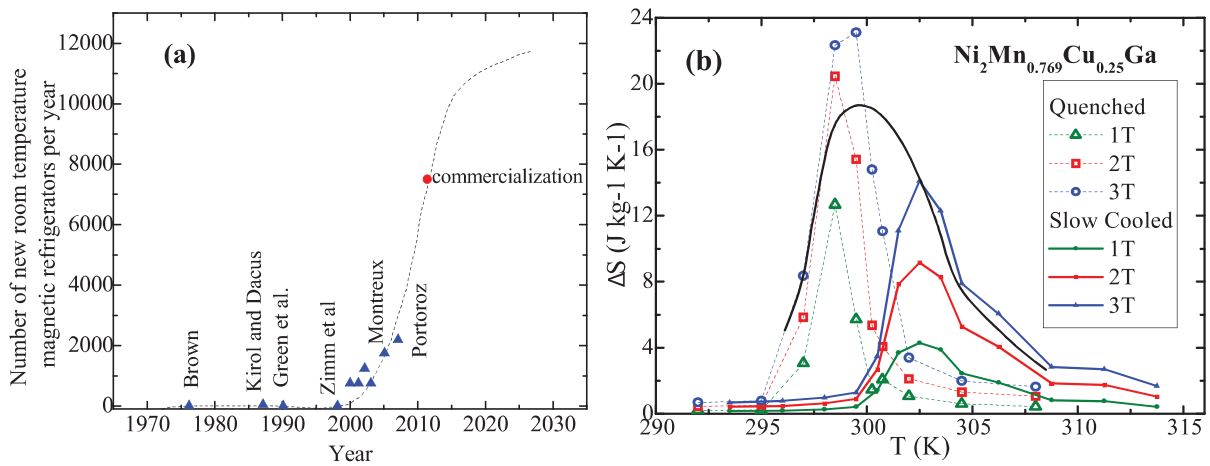 (a)
Number of new room temperature
magnetic refrigerators per year
12000
10000
8000
6000
4000
2000
0
commercialization
Brown
Kirol and Dacus
Green et al.
Zimm et al
Montreux
Portoroz
1970 1980 1990 2000 2010 2020 2030
Year
(b)
Ni2Mn0.769Cu0.25Ga
ΔS (J kg-1 K-1)
24
20
16
12
8
4
0
Quenched
1T
2T
3T
Slow Cooled
1T
2T
3T
290 295 300 305 310 315
T (K)